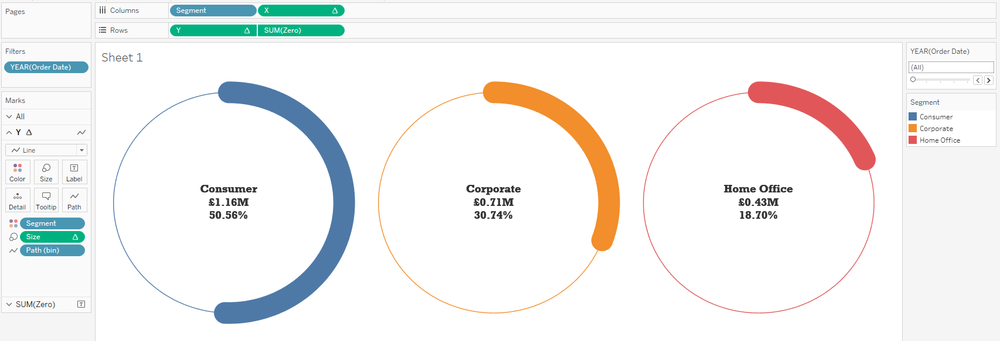 Pages
Columns
Segment
X
Rows
Y
SUM(Zero)
Filters
YEAR(Order Date)
Marks
All
Y
Line
Color
Size
Label
Detail
Tooltip
Path
Segment
Size
Path (bin)
SUM(Zero)
Sheet 1
Consumer
£1.16M
50.56%
Corporate
£0.71M
30.74%
Home Office
£0.43M
18.70%
YEAR(Order Date)
(All)
Segment
Consumer
Corporate
Home Office